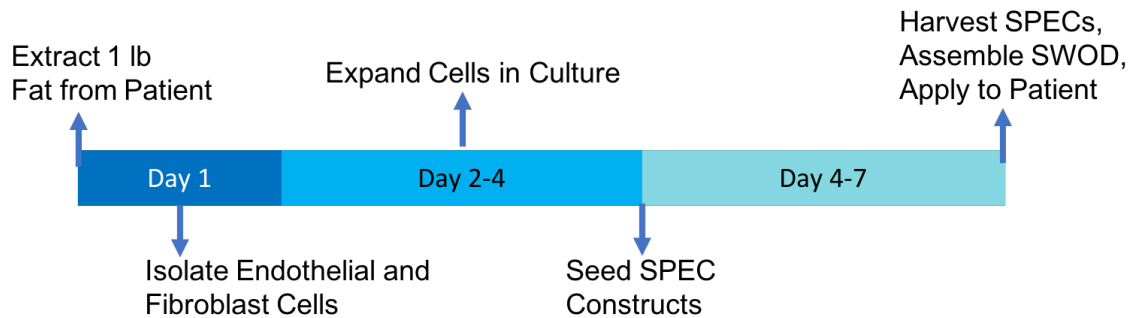 Extract 1 lb
Fat from Patient
Expand Cells in Culture
Harvest SPECs,
Assemble SWOD,
Apply to Patient
Day 1
Day 2-4
Day 4-7
Isolate Endothelial and
Fibroblast Cells
Seed SPEC
Constructs